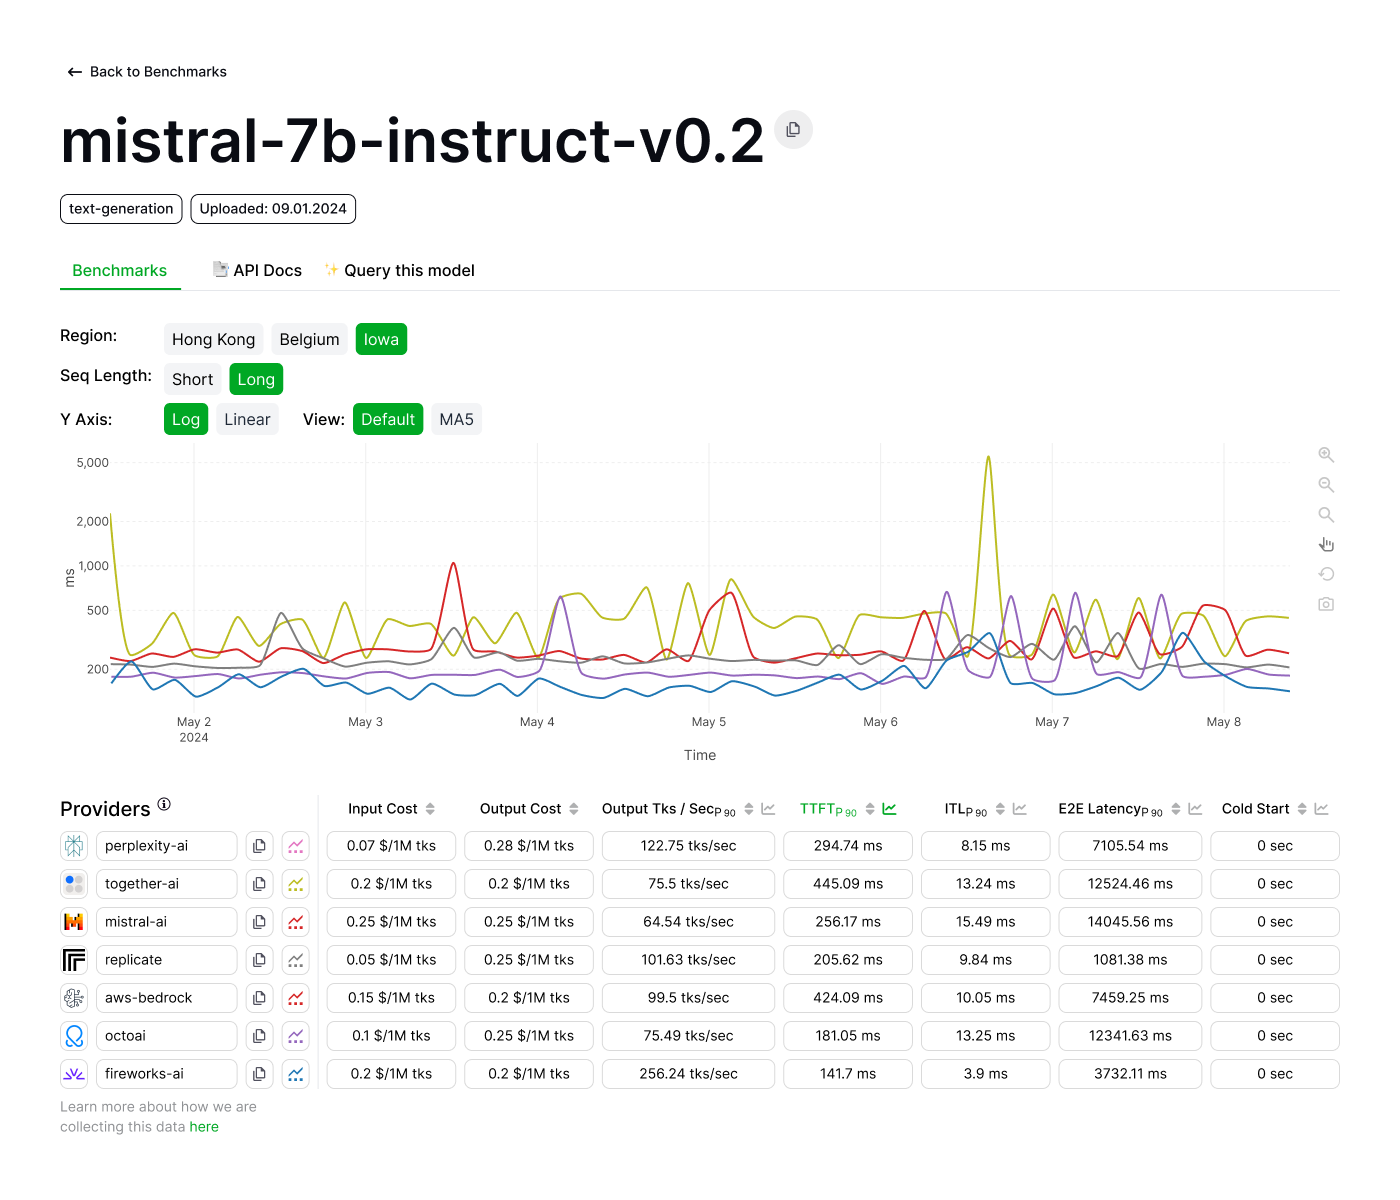 ← Back to Benchmarks
mistral-7b-instruct-v0.2
text-generation Uploaded: 09.01.2024
Benchmarks API Docs Query this model
Region: Hong Kong Belgium Iowa
Seq Length: Short Long
Y Axis: Log Linear View: Default MA5
5,000
2,000
1,000
ms
500
200
May 2 May 3 May 4 May 5 May 6 May 7 May 8
2024
Time
Providers Input Cost Output Cost Output Tks / Sec P 90 TTFT P 90 ITL P 90 E2E Latency P 90 Cold Start
perplexity-ai 0.07 $/1M tks 0.28 $/1M tks 122.75 tks/sec 294.74 ms 8.15 ms 7105.54 ms 0 sec
together-ai 0.2 $/1M tks 0.2 $/1M tks 75.5 tks/sec 445.09 ms 13.24 ms 12524.46 ms 0 sec
mistral-ai 0.25 $/1M tks 0.25 $/1M tks 64.54 tks/sec 256.17 ms 15.49 ms 14045.56 ms 0 sec
replicate 0.05 $/1M tks 0.25 $/1M tks 101.63 tks/sec 205.62 ms 9.84 ms 1081.38 ms 0 sec
aws-bedrock 0.15 $/1M tks 0.2 $/1M tks 99.5 tks/sec 424.09 ms 10.05 ms 7459.25 ms 0 sec
octoai 0.1 $/1M tks 0.25 $/1M tks 75.49 tks/sec 181.05 ms 13.25 ms 12341.63 ms 0 sec
fireworks-ai 0.2 $/1M tks 0.2 $/1M tks 256.24 tks/sec 141.7 ms 3.9 ms 3732.11 ms 0 sec
Learn more about how we are
collecting this data here